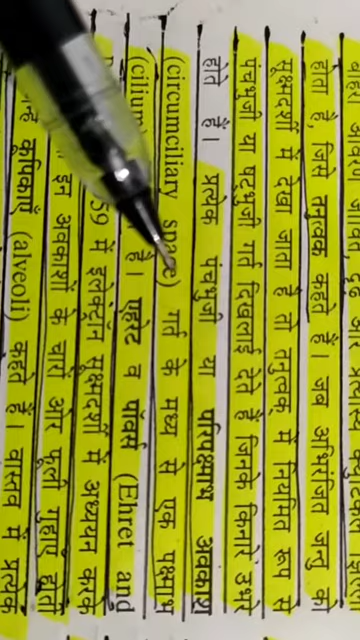 होता है, जिसे तनुत्वक कहते हैं। जब अभिरंजित जन्तु को
सूक्ष्मदर्शी में देखा जाता है तो तनुत्वक् में नियमित रूप से
पंचभुजी या षट्भुजी गर्त दिखलाई देते हैं जिनके किनारे उभरे
होते हैं। प्रत्येक पंचभुजी या परिपक्ष्माभ अवकाश
(circumciliary space) गर्त के मध्य से एक पक्ष्माभ
(cilium) है। एहरेट व पॉवर्स (Ehret and
59 में इलेक्ट्रॉन सूक्ष्मदर्शी में अध्ययन करके
इन अवकाशों के चारों ओर फूली गुहाएँ होती
कूपिकाएँ (alveoli) कहते हैं। वास्तव में प्रत्येक